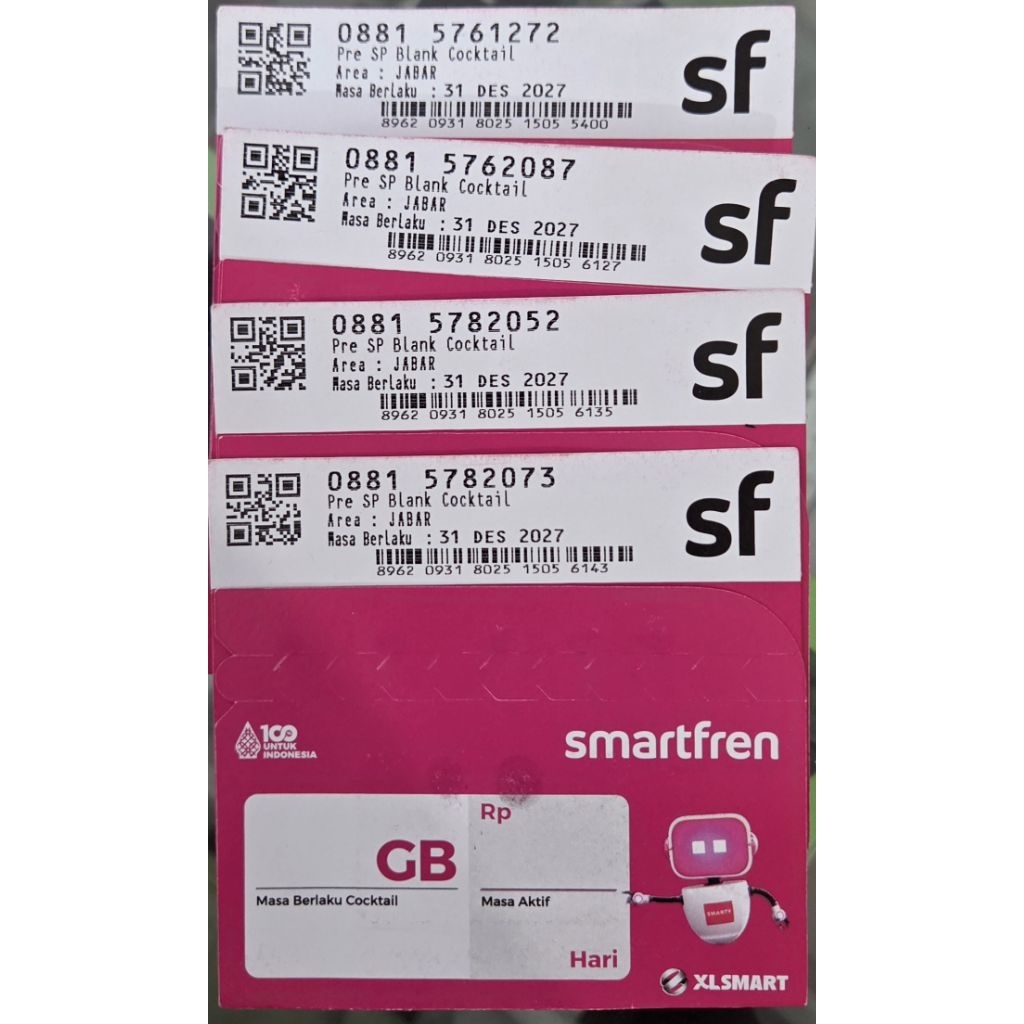 0881 5761272
Pre SP Blank Cocktail
Area : JABAR
Masa Berlaku : 31 DES 2027
8962 0931 8025 1505 5400
sf
0881 5762087
Pre SP Blank Cocktail
Area : JABAR
Masa Berlaku : 31 DES 2027
8962 0931 8025 1505 6127
sf
0881 5782052
Pre SP Blank Cocktail
Area : JABAR
Masa Berlaku : 31 DES 2027
8962 0931 8025 1505 6135
sf
0881 5782073
Pre SP Blank Cocktail
Area : JABAR
Masa Berlaku : 31 DES 2027
8962 0931 8025 1505 6143
sf
100
UNTUK
INDONESIA
smartfren
GB
Masa Berlaku Cocktail
Rp
Masa Aktif
Hari
XLSMART